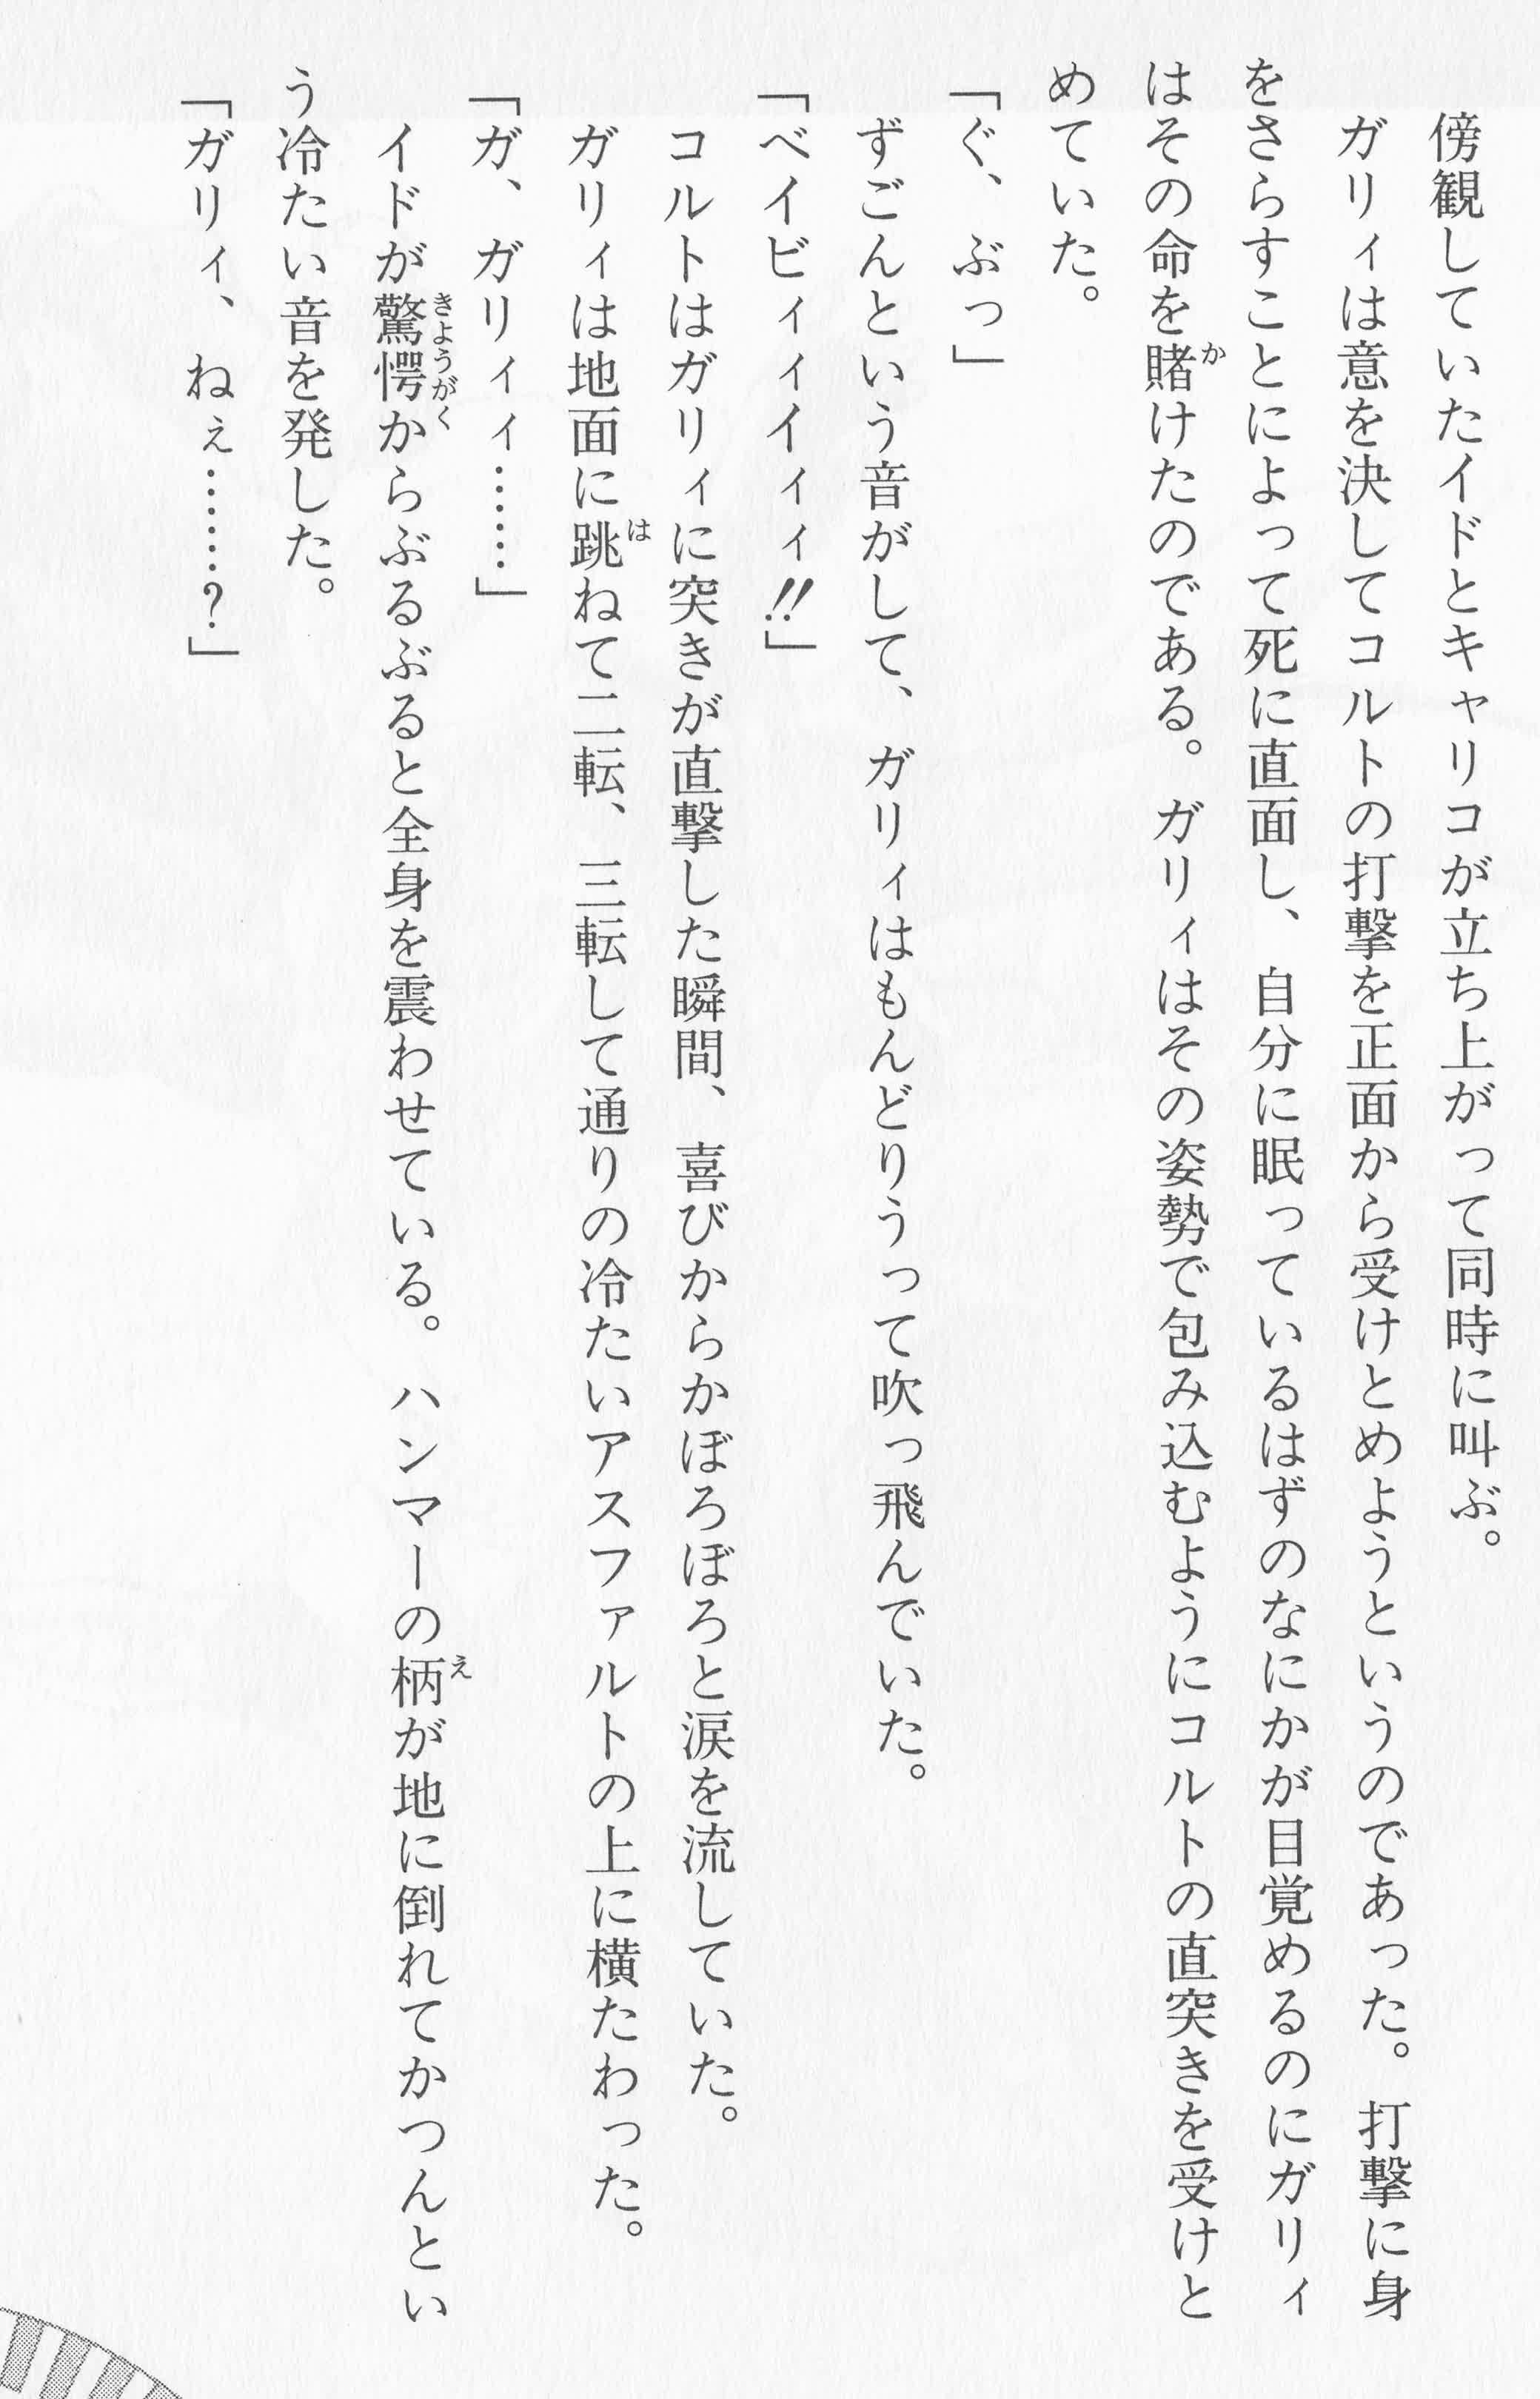 傍観していたイドとキャリコが立ち上がって同時に叫ぶ。
ガリィは意を決してコルトの打撃を正面から受けとめようというのであった。打撃に身
をさらすことによって死に直面し、自分に眠っているはずのなにかが目覚めるのにガリィ
はその命を賭けたのである。ガリィはその姿勢で包み込むようにコルトの直突きを受けと
めていた。
「ぐ、ぶっ」
ずごんという音がして、ガリィはもんどりうって吹っ飛んでいた。
「ベイビィィイィィ!!」
コルトはガリィに突きが直撃した瞬間、喜びからかぼろぼろと涙を流していた。
ガリィは地面に跳ねて二転、三転して通りの冷たいアスファルトの上に横たわった。
「ガ、ガリィィ……」
イドが驚愕からぶるぶると全身を震わせている。ハンマーの柄が地に倒れてかつんとい
う冷たい音を発した。
「ガリィ、ねぇ………?」